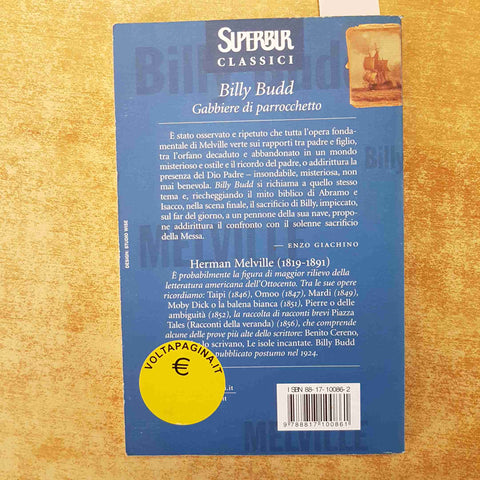 SUPERBUR
CLASSICI
Billy Budd
Billy Budd
Gabbiere di parrocchetto
È stato osservato e ripetuto che tutta l'opera fonda-
mentale di Melville verte sui rapporti tra padre e figlio,
tra l'orfano decaduto e abbandonato in un mondo
misterioso e ostile e il ricordo del padre, o addirittura la
presenza del Dio Padre – insondabile, misteriosa, non
mai benevola. Billy Budd si richiama a quello stesso
tema e, riecheggiando il mito biblico di Abramo e
Isacco, nella scena finale, il sacrificio di Billy, impiccato,
sul far del giorno, a un pennone della sua nave, propo-
ne addirittura il confronto con il solenne sacrificio
della Messa.
— ENZO GIACHINO
Billy
MELVILLE
Herman Melville (1819-1891)
È probabilmente la figura di maggior rilievo della
letteratura americana dell'Ottocento. Tra le sue opere
ricordiamo: Taipi (1846), Omoo (1847), Mardi (1849),
Moby Dick o la balena bianca (1851), Pierre o delle
ambiguità (1852), la raccolta di racconti brevi Piazza
Tales (Racconti della veranda) (1856), che comprende
alcune delle prove più alte dello scrittore: Benito Cereno,
lo scrivano, Le isole incantate. Billy Budd
pubblicato postumo nel 1924.
VOLTAPAGINA.IT
€
.it
ISBN 88-17-10086-2
9 788817 100861
MELVILLE